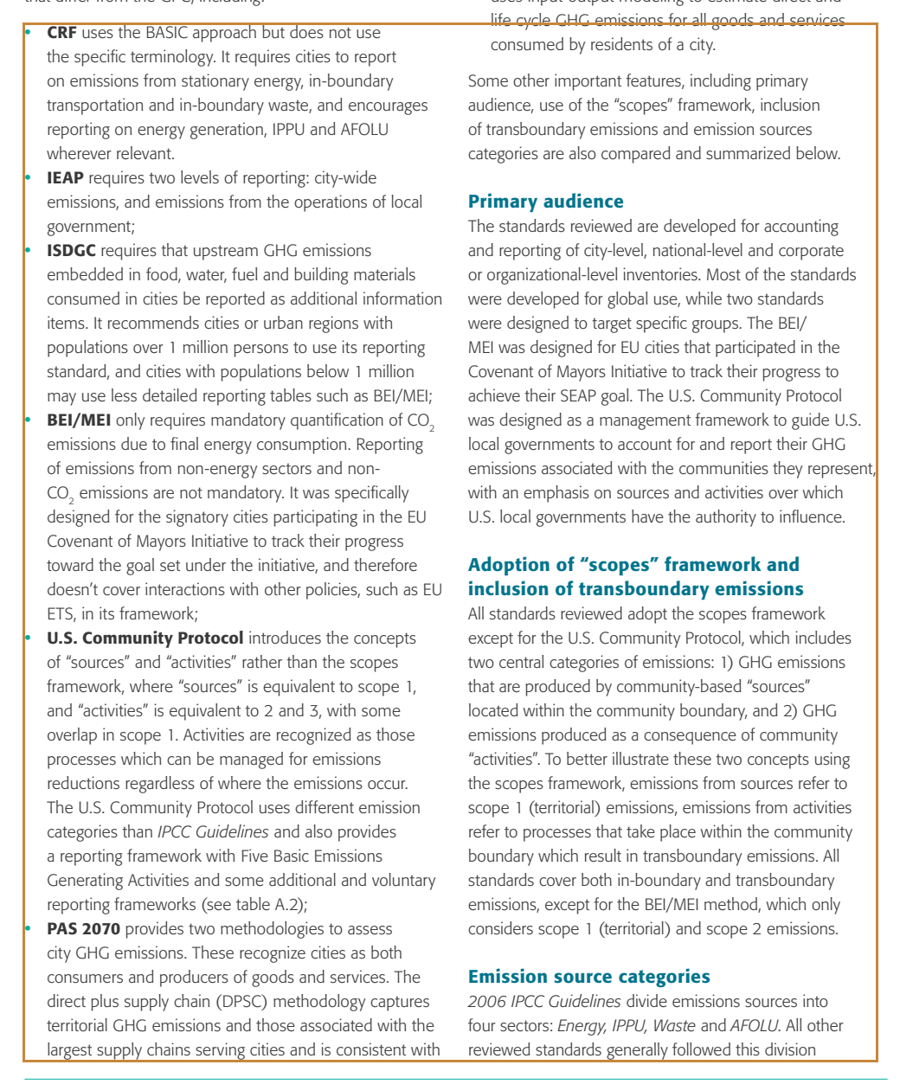 that differ from the GPC, including:
• CRF uses the BASIC approach but does not use
the specific terminology. It requires cities to report
on emissions from stationary energy, in-boundary
transportation and in-boundary waste, and encourages
reporting on energy generation, IPPU and AFOLU
wherever relevant.
• IEAP requires two levels of reporting: city-wide
emissions, and emissions from the operations of local
government;
• ISDGC requires that upstream GHG emissions
embedded in food, water, fuel and building materials
consumed in cities be reported as additional information
items. It recommends cities or urban regions with
populations over 1 million persons to use its reporting
standard, and cities with populations below 1 million
may use less detailed reporting tables such as BEI/MEI;
• BEI/MEI only requires mandatory quantification of CO2
emissions due to final energy consumption. Reporting
of emissions from non-energy sectors and non-
CO2 emissions are not mandatory. It was specifically
designed for the signatory cities participating in the EU
Covenant of Mayors Initiative to track their progress
toward the goal set under the initiative, and therefore
doesn't cover interactions with other policies, such as EU
ETS, in its framework;
• U.S. Community Protocol introduces the concepts
of “sources” and “activities” rather than the scopes
framework, where “sources” is equivalent to scope 1,
and “activities” is equivalent to 2 and 3, with some
overlap in scope 1. Activities are recognized as those
processes which can be managed for emissions
reductions regardless of where the emissions occur.
The U.S. Community Protocol uses different emission
categories than IPCC Guidelines and also provides
a reporting framework with Five Basic Emissions
Generating Activities and some additional and voluntary
reporting frameworks (see table A.2);
• PAS 2070 provides two methodologies to assess
city GHG emissions. These recognize cities as both
consumers and producers of goods and services. The
direct plus supply chain (DPSC) methodology captures
territorial GHG emissions and those associated with the
largest supply chains serving cities and is consistent with
uses input-output modeling to estimate direct and
life cycle GHG emissions for all goods and services
consumed by residents of a city.
Some other important features, including primary
audience, use of the “scopes” framework, inclusion
of transboundary emissions and emission sources
categories are also compared and summarized below.
Primary audience
The standards reviewed are developed for accounting
and reporting of city-level, national-level and corporate
or organizational-level inventories. Most of the standards
were developed for global use, while two standards
were designed to target specific groups. The BEI/
MEI was designed for EU cities that participated in the
Covenant of Mayors Initiative to track their progress to
achieve their SEAP goal. The U.S. Community Protocol
was designed as a management framework to guide U.S.
local governments to account for and report their GHG
emissions associated with the communities they represent,
with an emphasis on sources and activities over which
U.S. local governments have the authority to influence.
Adoption of “scopes” framework and
inclusion of transboundary emissions
All standards reviewed adopt the scopes framework
except for the U.S. Community Protocol, which includes
two central categories of emissions: 1) GHG emissions
that are produced by community-based “sources”
located within the community boundary, and 2) GHG
emissions produced as a consequence of community
“activities”. To better illustrate these two concepts using
the scopes framework, emissions from sources refer to
scope 1 (territorial) emissions, emissions from activities
refer to processes that take place within the community
boundary which result in transboundary emissions. All
standards cover both in-boundary and transboundary
emissions, except for the BEI/MEI method, which only
considers scope 1 (territorial) and scope 2 emissions.
Emission source categories
2006 IPCC Guidelines divide emissions sources into
four sectors: Energy, IPPU, Waste and AFOLU. All other
reviewed standards generally followed this division